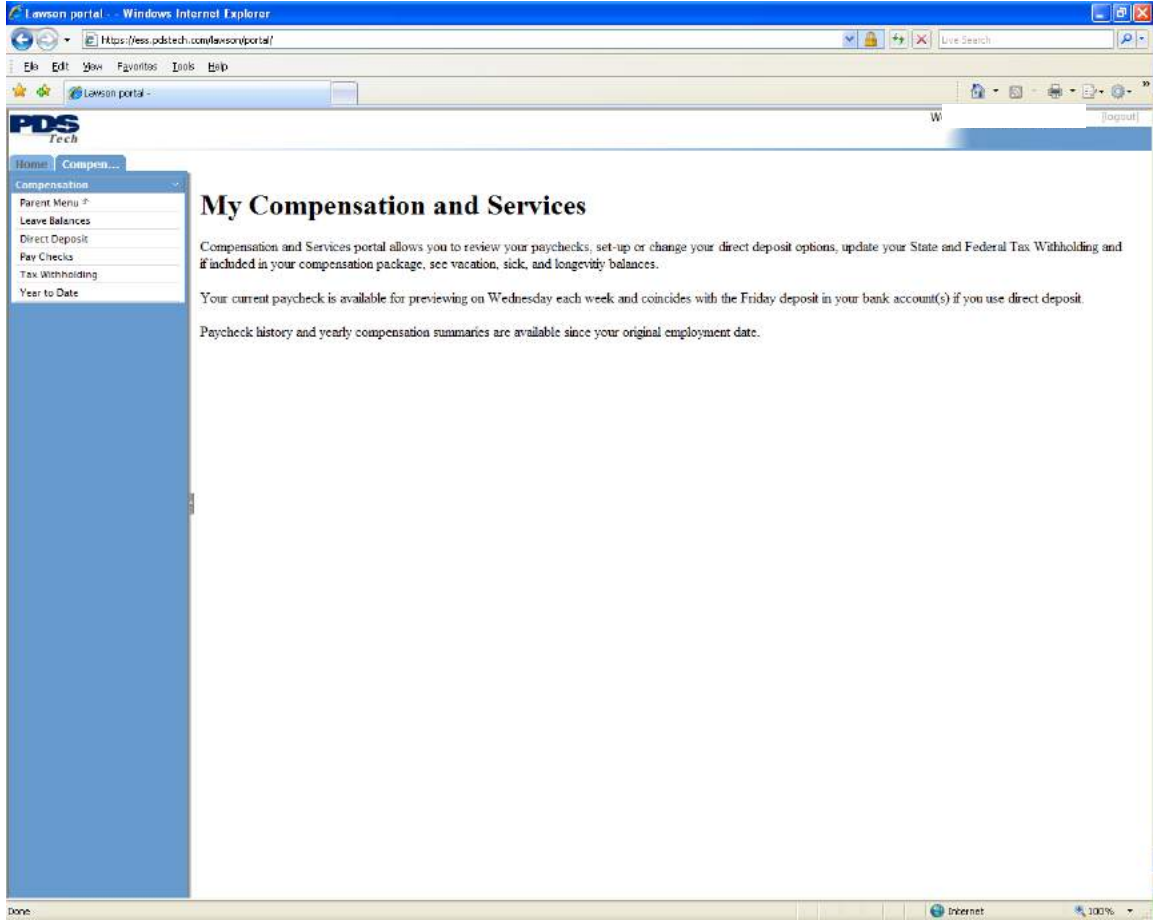 Lawson portal - - Windows Internet Explorer
https://ess.pdstech.com/lawson/portal/
Live Search
File Edit View Favorites Tools Help
Lawson portal -
PDS
Tech
[logout]
Home Compen...
Compensation
Parent Menu
Leave Balances
Direct Deposit
Pay Checks
Tax Withholding
Year to Date
My Compensation and Services
Compensation and Services portal allows you to review your paychecks, set-up or change your direct deposit options, update your State and Federal Tax Withholding and
if included in your compensation package, see vacation, sick, and longevitiy balances.
Your current paycheck is available for previewing on Wednesday each week and coincides with the Friday deposit in your bank account(s) if you use direct deposit.
Paycheck history and yearly compensation summaries are available since your original employment date.
Done
Internet
100%